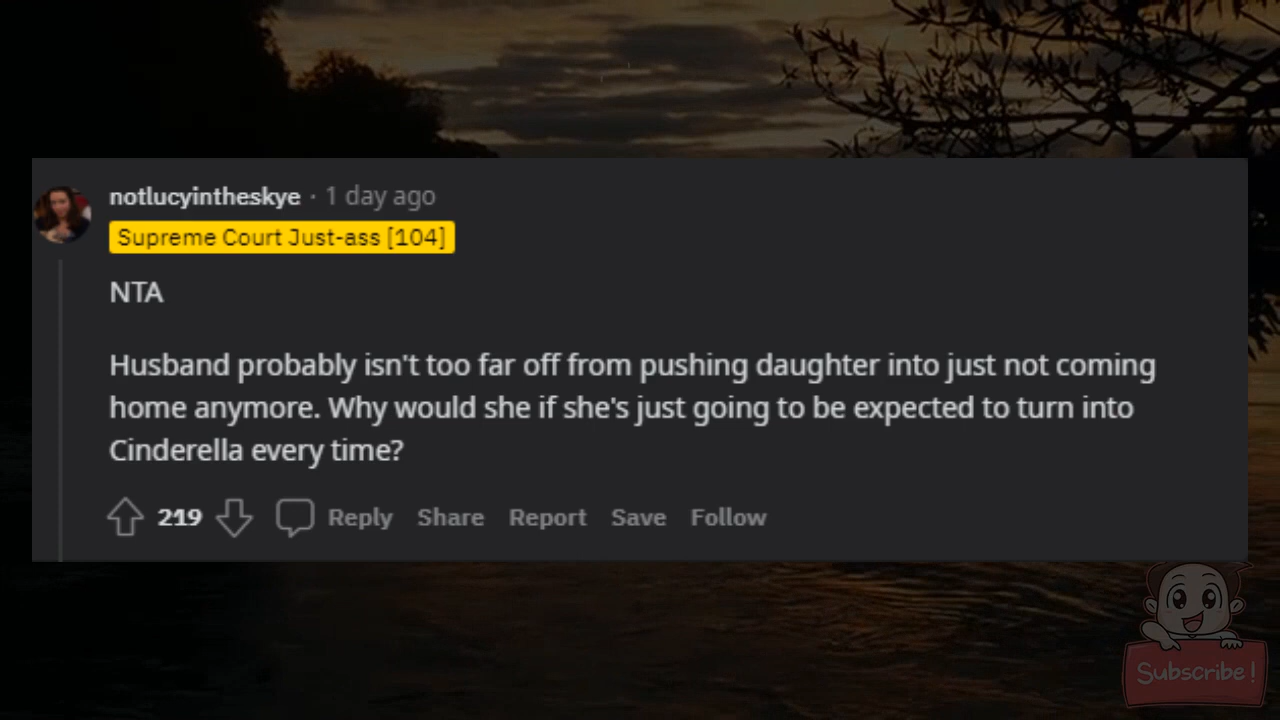 notlucyintheskye · 1 day ago
Supreme Court Just-ass [104]
NTA
Husband probably isn't too far off from pushing daughter into just not coming
home anymore. Why would she if she's just going to be expected to turn into
Cinderella every time?
219 Reply Share Report Save Follow
Subscribe!